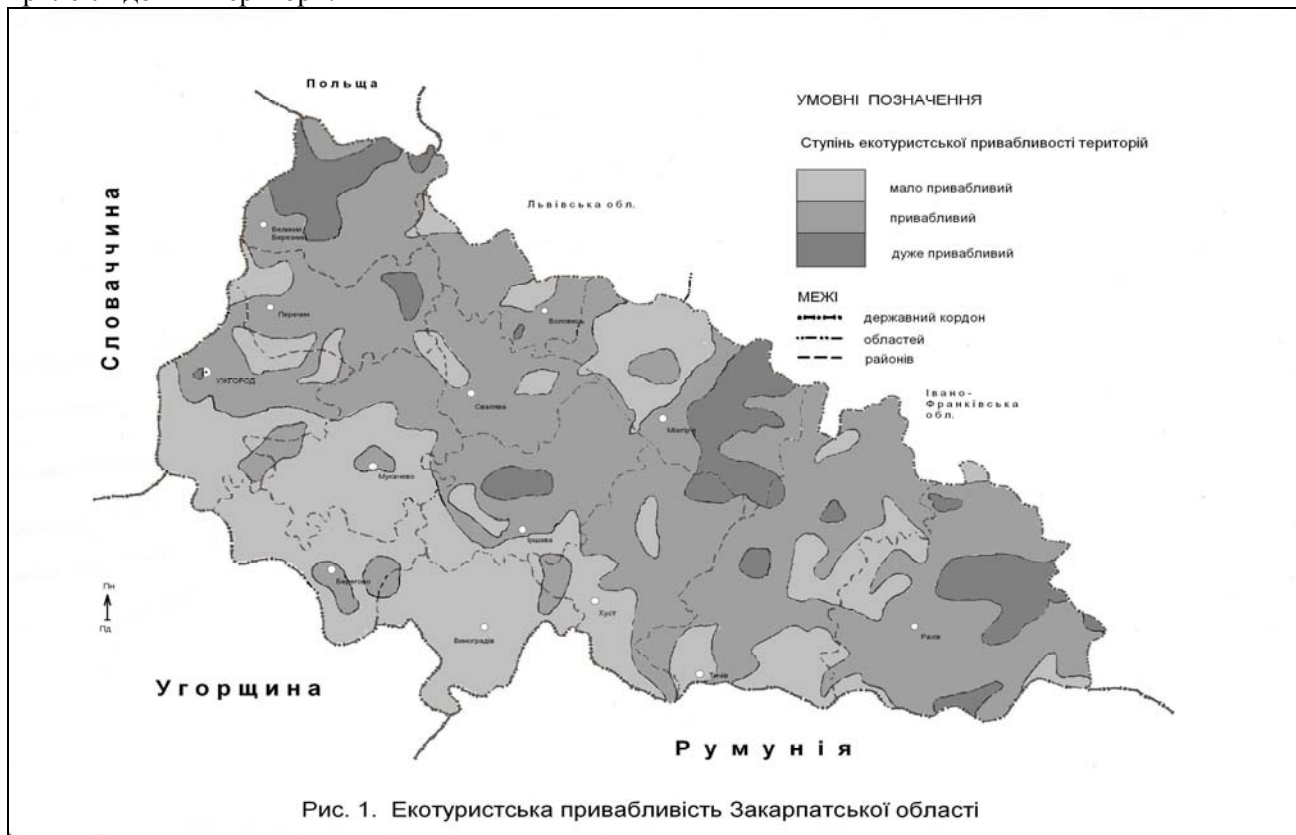 Польща
УМОВНІ ПОЗНАЧЕННЯ
Ступінь екотуристської привабливості територій
мало привабливий
привабливий
дуже привабливий
МЕЖІ
державний кордон
областей
районів
Словаччина
Львівська обл.
Великий
Березний
Перечин
Воловець
УЖГОРОД
Свалява
Міжгір'я
Івано-
Франківська
обл.
Мукачево
Іршава
Берегово
Хуст
Виноградів
Рахів
Тячів
Пн
Пд
Угорщина
Румунія
Рис. 1. Екотуристська привабливість Закарпатської області